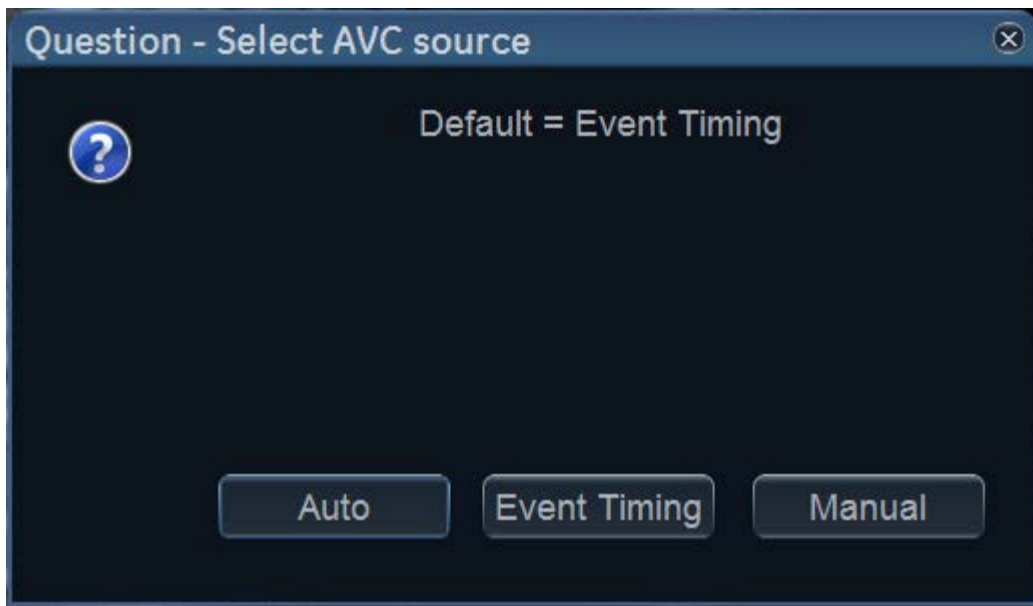 Question - Select AVC source
Default = Event Timing
Auto
Event Timing
Manual